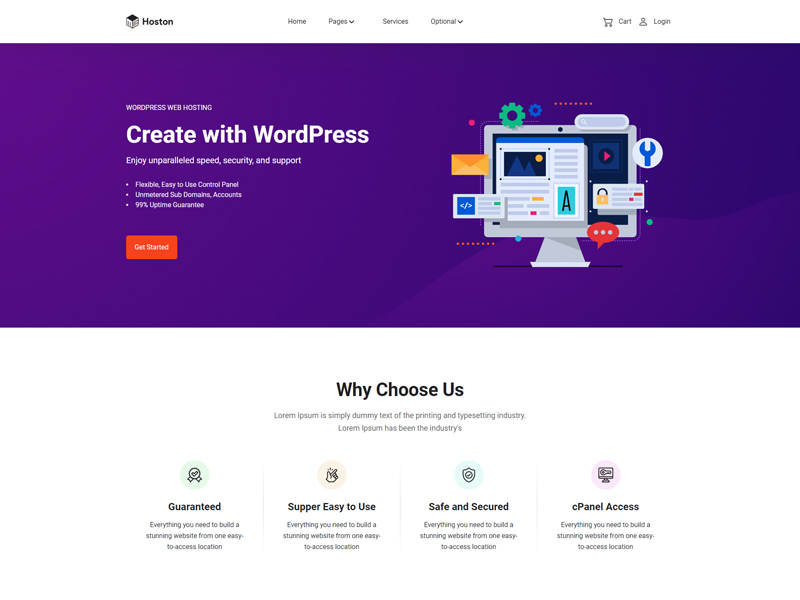 Hoston
Home Pages Services Optional Cart Login
WORDPRESS WEB HOSTING
Create with WordPress
Enjoy unparalleled speed, security, and support
Flexible, Easy to Use Control Panel
Unmetered Sub Domains, Accounts
99% Uptime Guarantee
Get Started
</>
A
Why Choose Us
Lorem Ipsum is simply dummy text of the printing and typesetting industry.
Lorem Ipsum has been the industry's
Guaranteed
Everything you need to build a
stunning website from one easy-
to-access location
Supper Easy to Use
Everything you need to build a
stunning website from one easy-
to-access location
Safe and Secured
Everything you need to build a
stunning website from one easy-
to-access location
cPanel Access
Everything you need to build a
stunning website from one easy-
to-access location